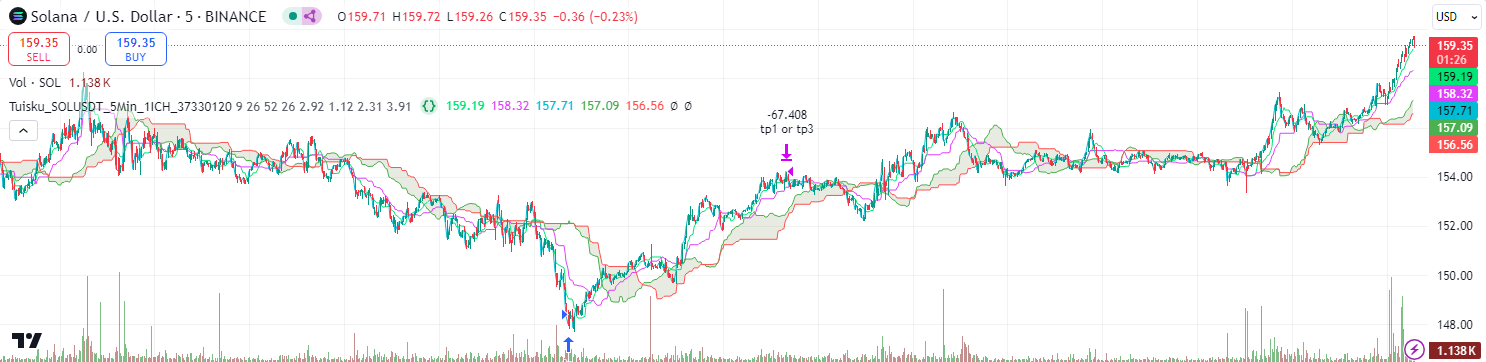 Solana / U.S. Dollar · 5 · BINANCE O159.71 H159.72 L159.26 C159.35 −0.36 (−0.23%)
USD
159.35 0.00 159.35
SELL BUY
Vol · SOL 1.138 K
Tuisku_SOLUSDT_5Min_1ICH_37330120 9 26 52 26 2.92 1.12 2.31 3.91 159.19 158.32 157.71 157.09 156.56 Ø Ø
-67.408
tp1 or tp3
159.35
01:26
159.19
158.32
157.71
157.09
156.56
154.00
152.00
150.00
148.00
1.138 K